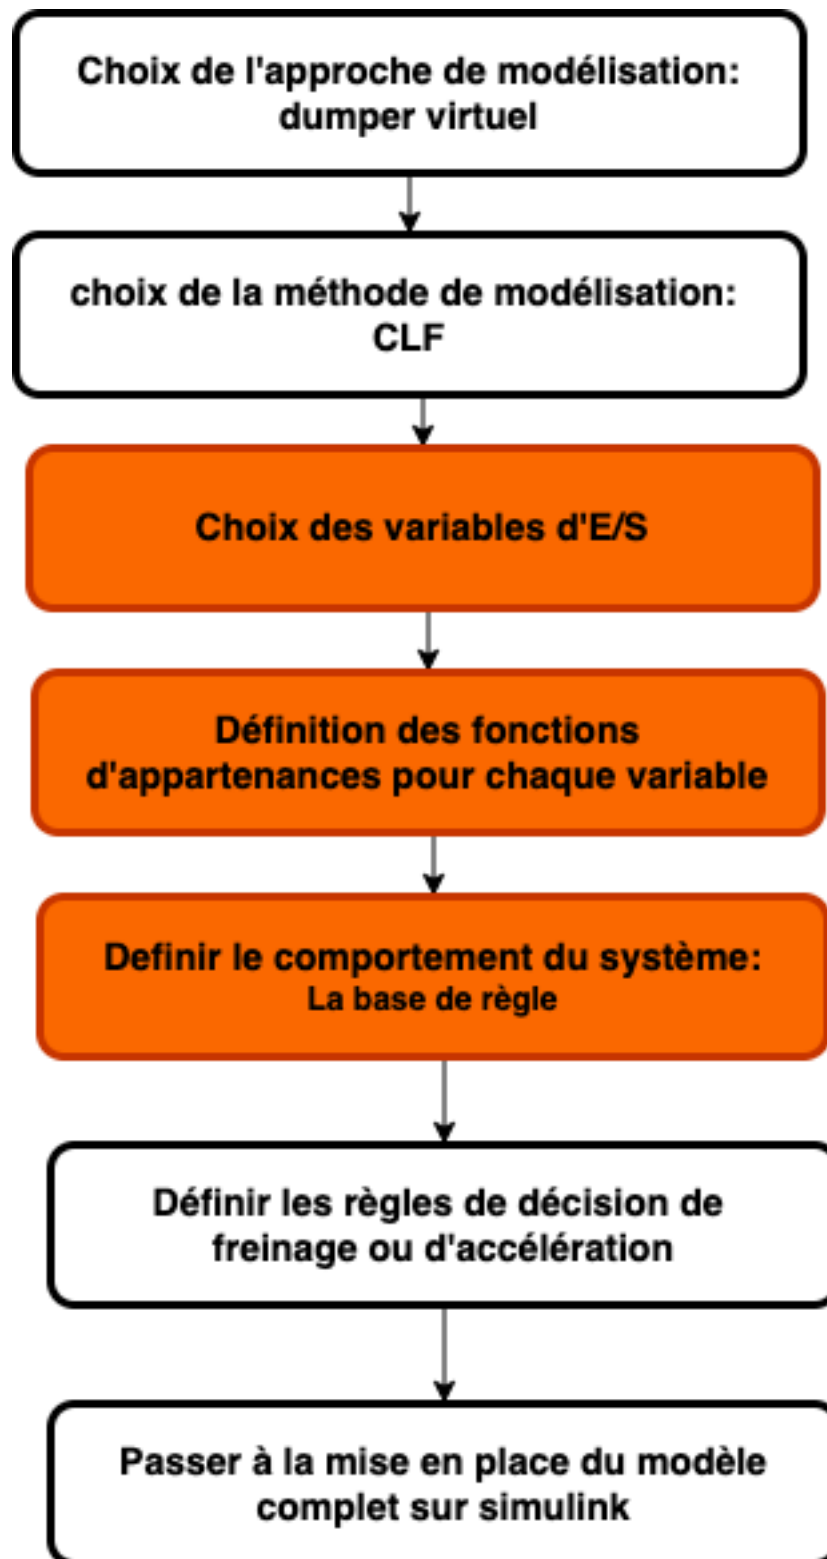 Choix de l'approche de modélisation:
dumper virtuel
choix de la méthode de modélisation:
CLF
Choix des variables d'E/S
Définition des fonctions
d'appartenances pour chaque variable
Definir le comportement du système:
La base de règle
Définir les règles de décision de
freinage ou d'accélération
Passer à la mise en place du modèle
complet sur simulink